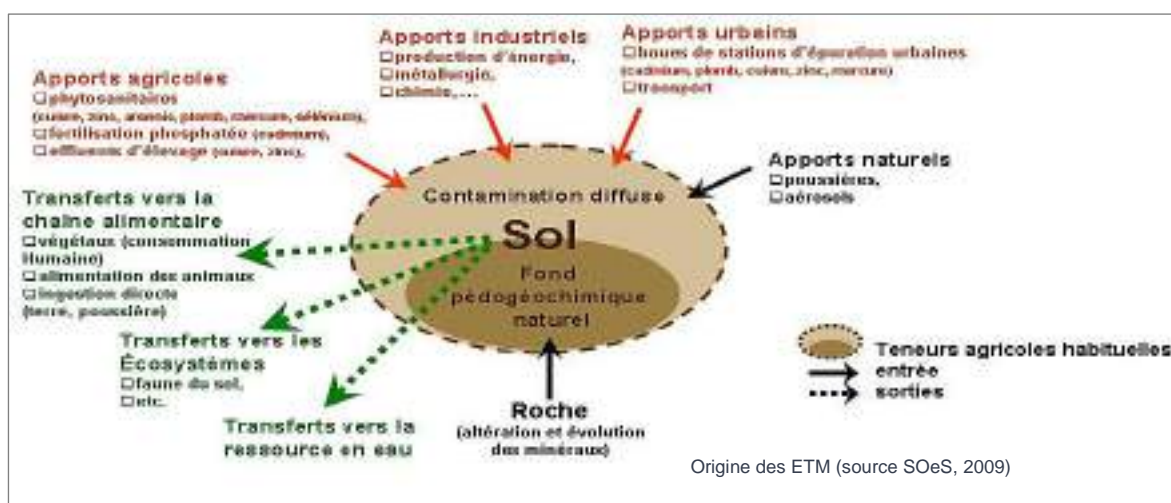 Apports industriels
❑production d'énergie,
❑métallurgie,
❑chimie,...
Apports urbains
❑boues de stations d'épuration urbaines
(cadmium, plomb, cuivre, zinc, mercure)
❑transport
Apports agricoles
❑phytosanitaires
(cuivre, zinc, arsenic, plomb, mercure, sélénium),
❑fertilisation phosphatée (cadmium),
❑effluents d'élevage (cuivre, zinc),
Apports naturels
❑poussières,
❑aérosols
Contamination diffuse
Sol
Fond
pédogéochimique
naturel
Transferts vers la
chaîne alimentaire
❑végétaux (consommation
Humaine)
❑alimentation des animaux
❑ingestion directe
(terre, poussière)
Transferts vers les
Écosystèmes
❑faune du sol,
❑etc.
Transferts vers la
ressource en eau
Roche
(altération et évolution
des minéraux)
Teneurs agricoles habituelles
entrée
sorties
Origine des ETM (source SOeS, 2009)